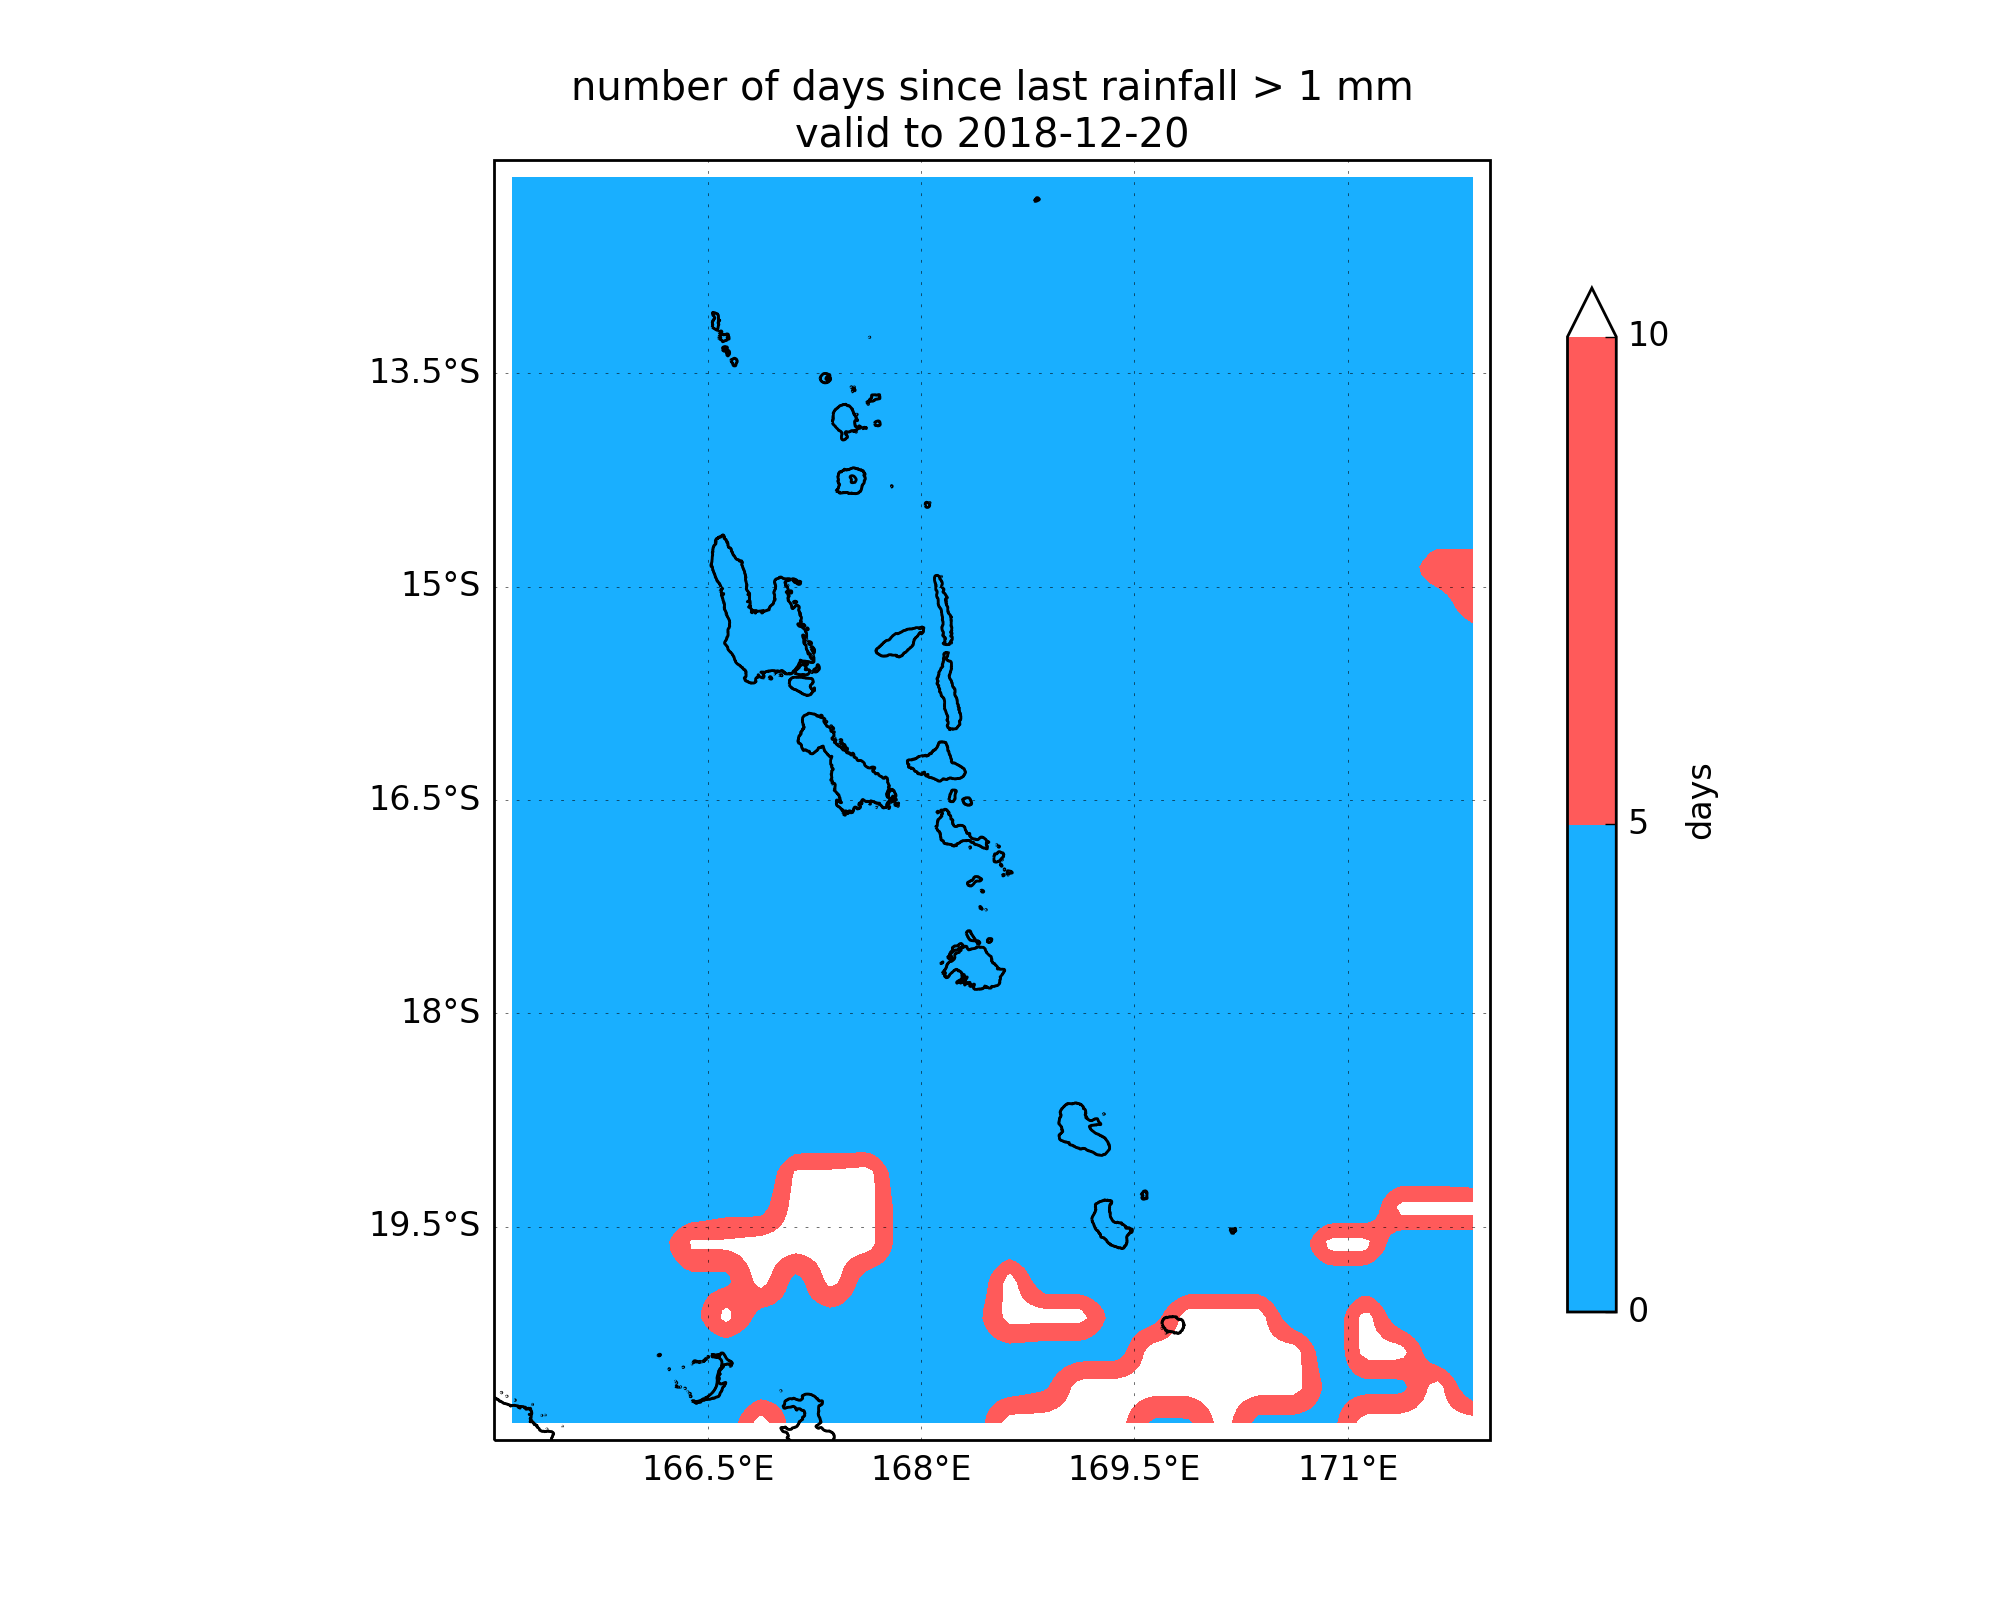 number of days since last rainfall > 1 mm
valid to 2018-12-20
13.5°S
15°S
16.5°S
18°S
19.5°S
166.5°E
168°E
169.5°E
171°E
10
5
0
days